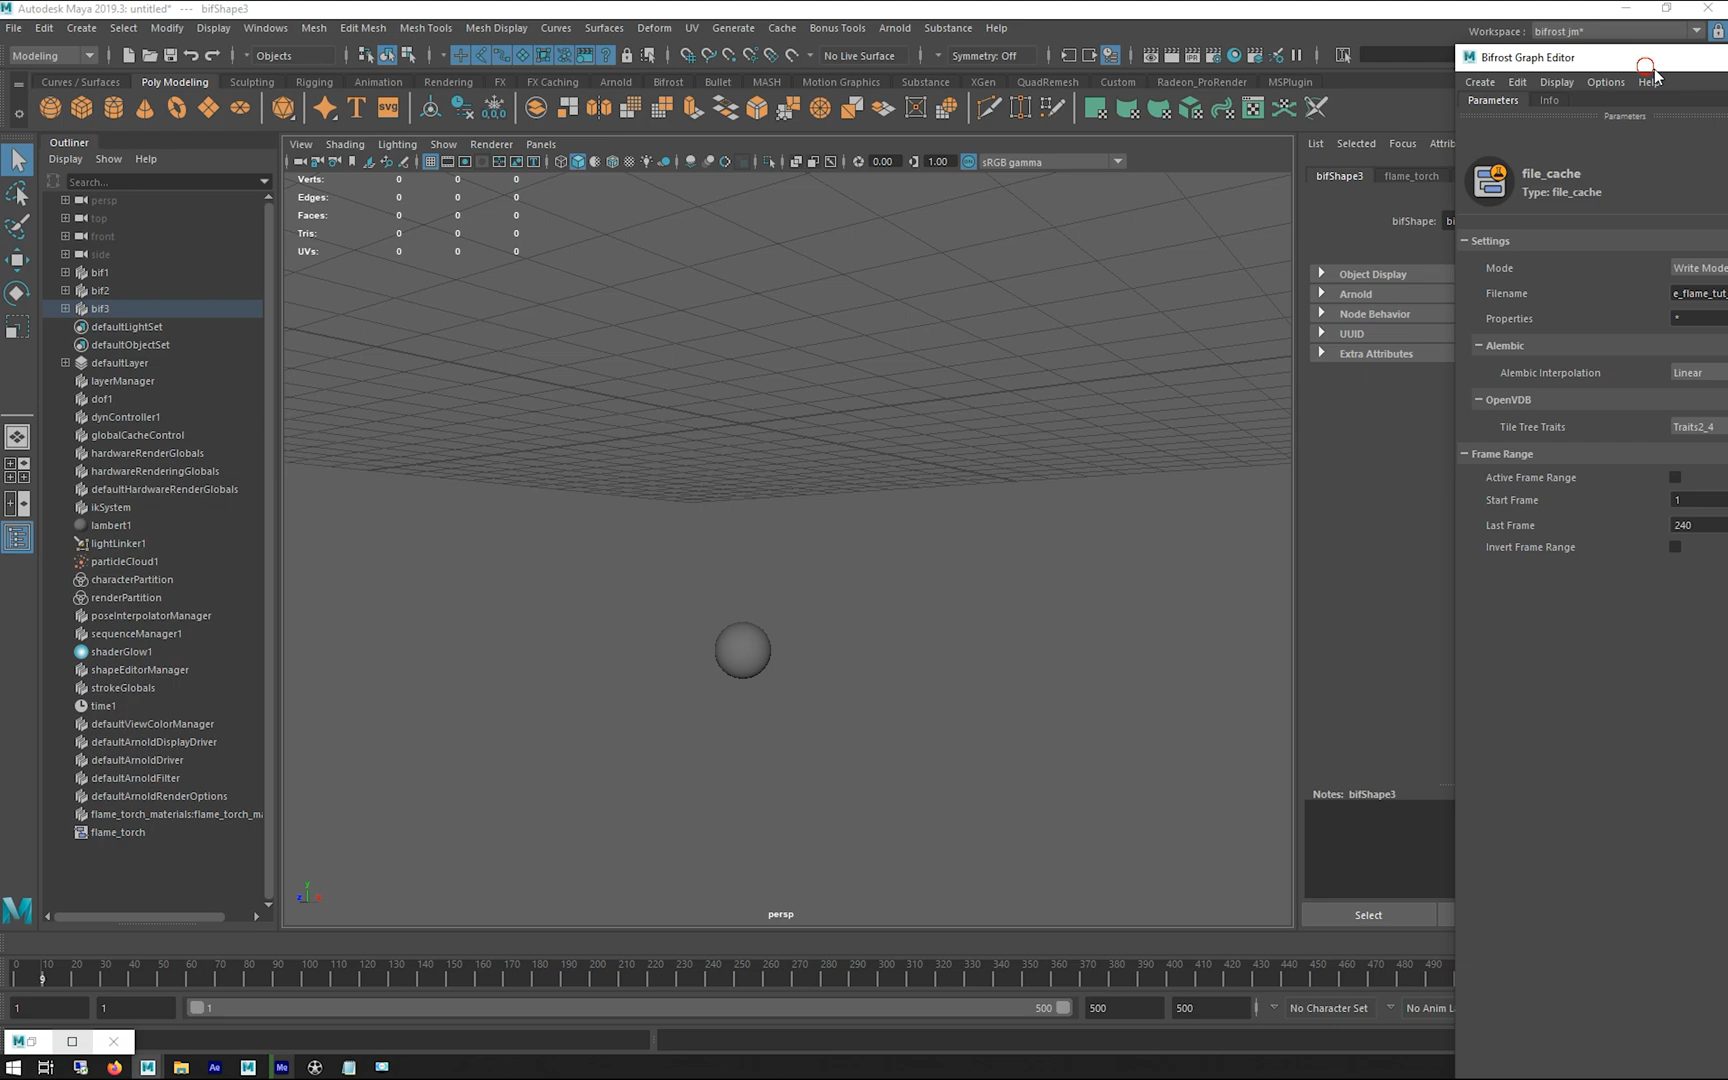 Autodesk Maya 2019.3: untitled* --- bifShape3
File Edit Create Select Modify Display Windows Mesh Edit Mesh Mesh Tools Mesh Display Curves Surfaces Deform UV Generate Cache Bonus Tools Arnold Substance Help
Workspace : bifrost jm*
Modeling Objects No Live Surface Symmetry: Off
Bifrost Graph Editor
Curves / Surfaces Poly Modeling Sculpting Rigging Animation Rendering FX FX Caching Arnold Bifrost Bullet MASH Motion Graphics Substance XGen QuadRemesh Custom Radeon_ProRender MSPlugin
Create Edit Display Options Help
Parameters Info
Parameters
T svg 0,0,0
Outliner
Display Show Help
Search...
persp
top
front
side
bif1
bif2
bif3
defaultLightSet
defaultObjectSet
defaultLayer
layerManager
dof1
dynController1
globalCacheControl
hardwareRenderGlobals
hardwareRenderingGlobals
defaultHardwareRenderGlobals
ikSystem
lambert1
lightLinker1
particleCloud1
characterPartition
renderPartition
poseInterpolatorManager
sequenceManager1
shaderGlow1
shapeEditorManager
strokeGlobals
time1
defaultViewColorManager
defaultArnoldDisplayDriver
defaultArnoldDriver
defaultArnoldFilter
defaultArnoldRenderOptions
flame_torch_materials:flame_torch_ma
flame_torch
View Shading Lighting Show Renderer Panels
0.00 1.00 sRGB gamma
Verts: 0 0 0
Edges: 0 0 0
Faces: 0 0 0
Tris: 0 0 0
UVs: 0 0 0
y
z
x
persp
List Selected Focus Attrib
bifShape3 flame_torch
bifShape: bi
Object Display
Arnold
Node Behavior
UUID
Extra Attributes
Notes: bifShape3
Select
file_cache
Type: file_cache
Settings
Mode Write Mode
Filename e_flame_tut_
Properties *
Alembic
Alembic Interpolation Linear
OpenVDB
Tile Tree Traits Traits2_4
Frame Range
Active Frame Range
Start Frame 1
Last Frame 240
Invert Frame Range
0 10 20 30 40 50 60 70 80 90 100 110 120 130 140 150 160 170 180 190 200 210 220 230 240 250 260 270 280 290 300 310 320 330 340 350 360 370 380 390 400 410 420 430 440 450 460 470 480 490
9
1 1 1 500 500 500 No Character Set No Anim L
Ae Me